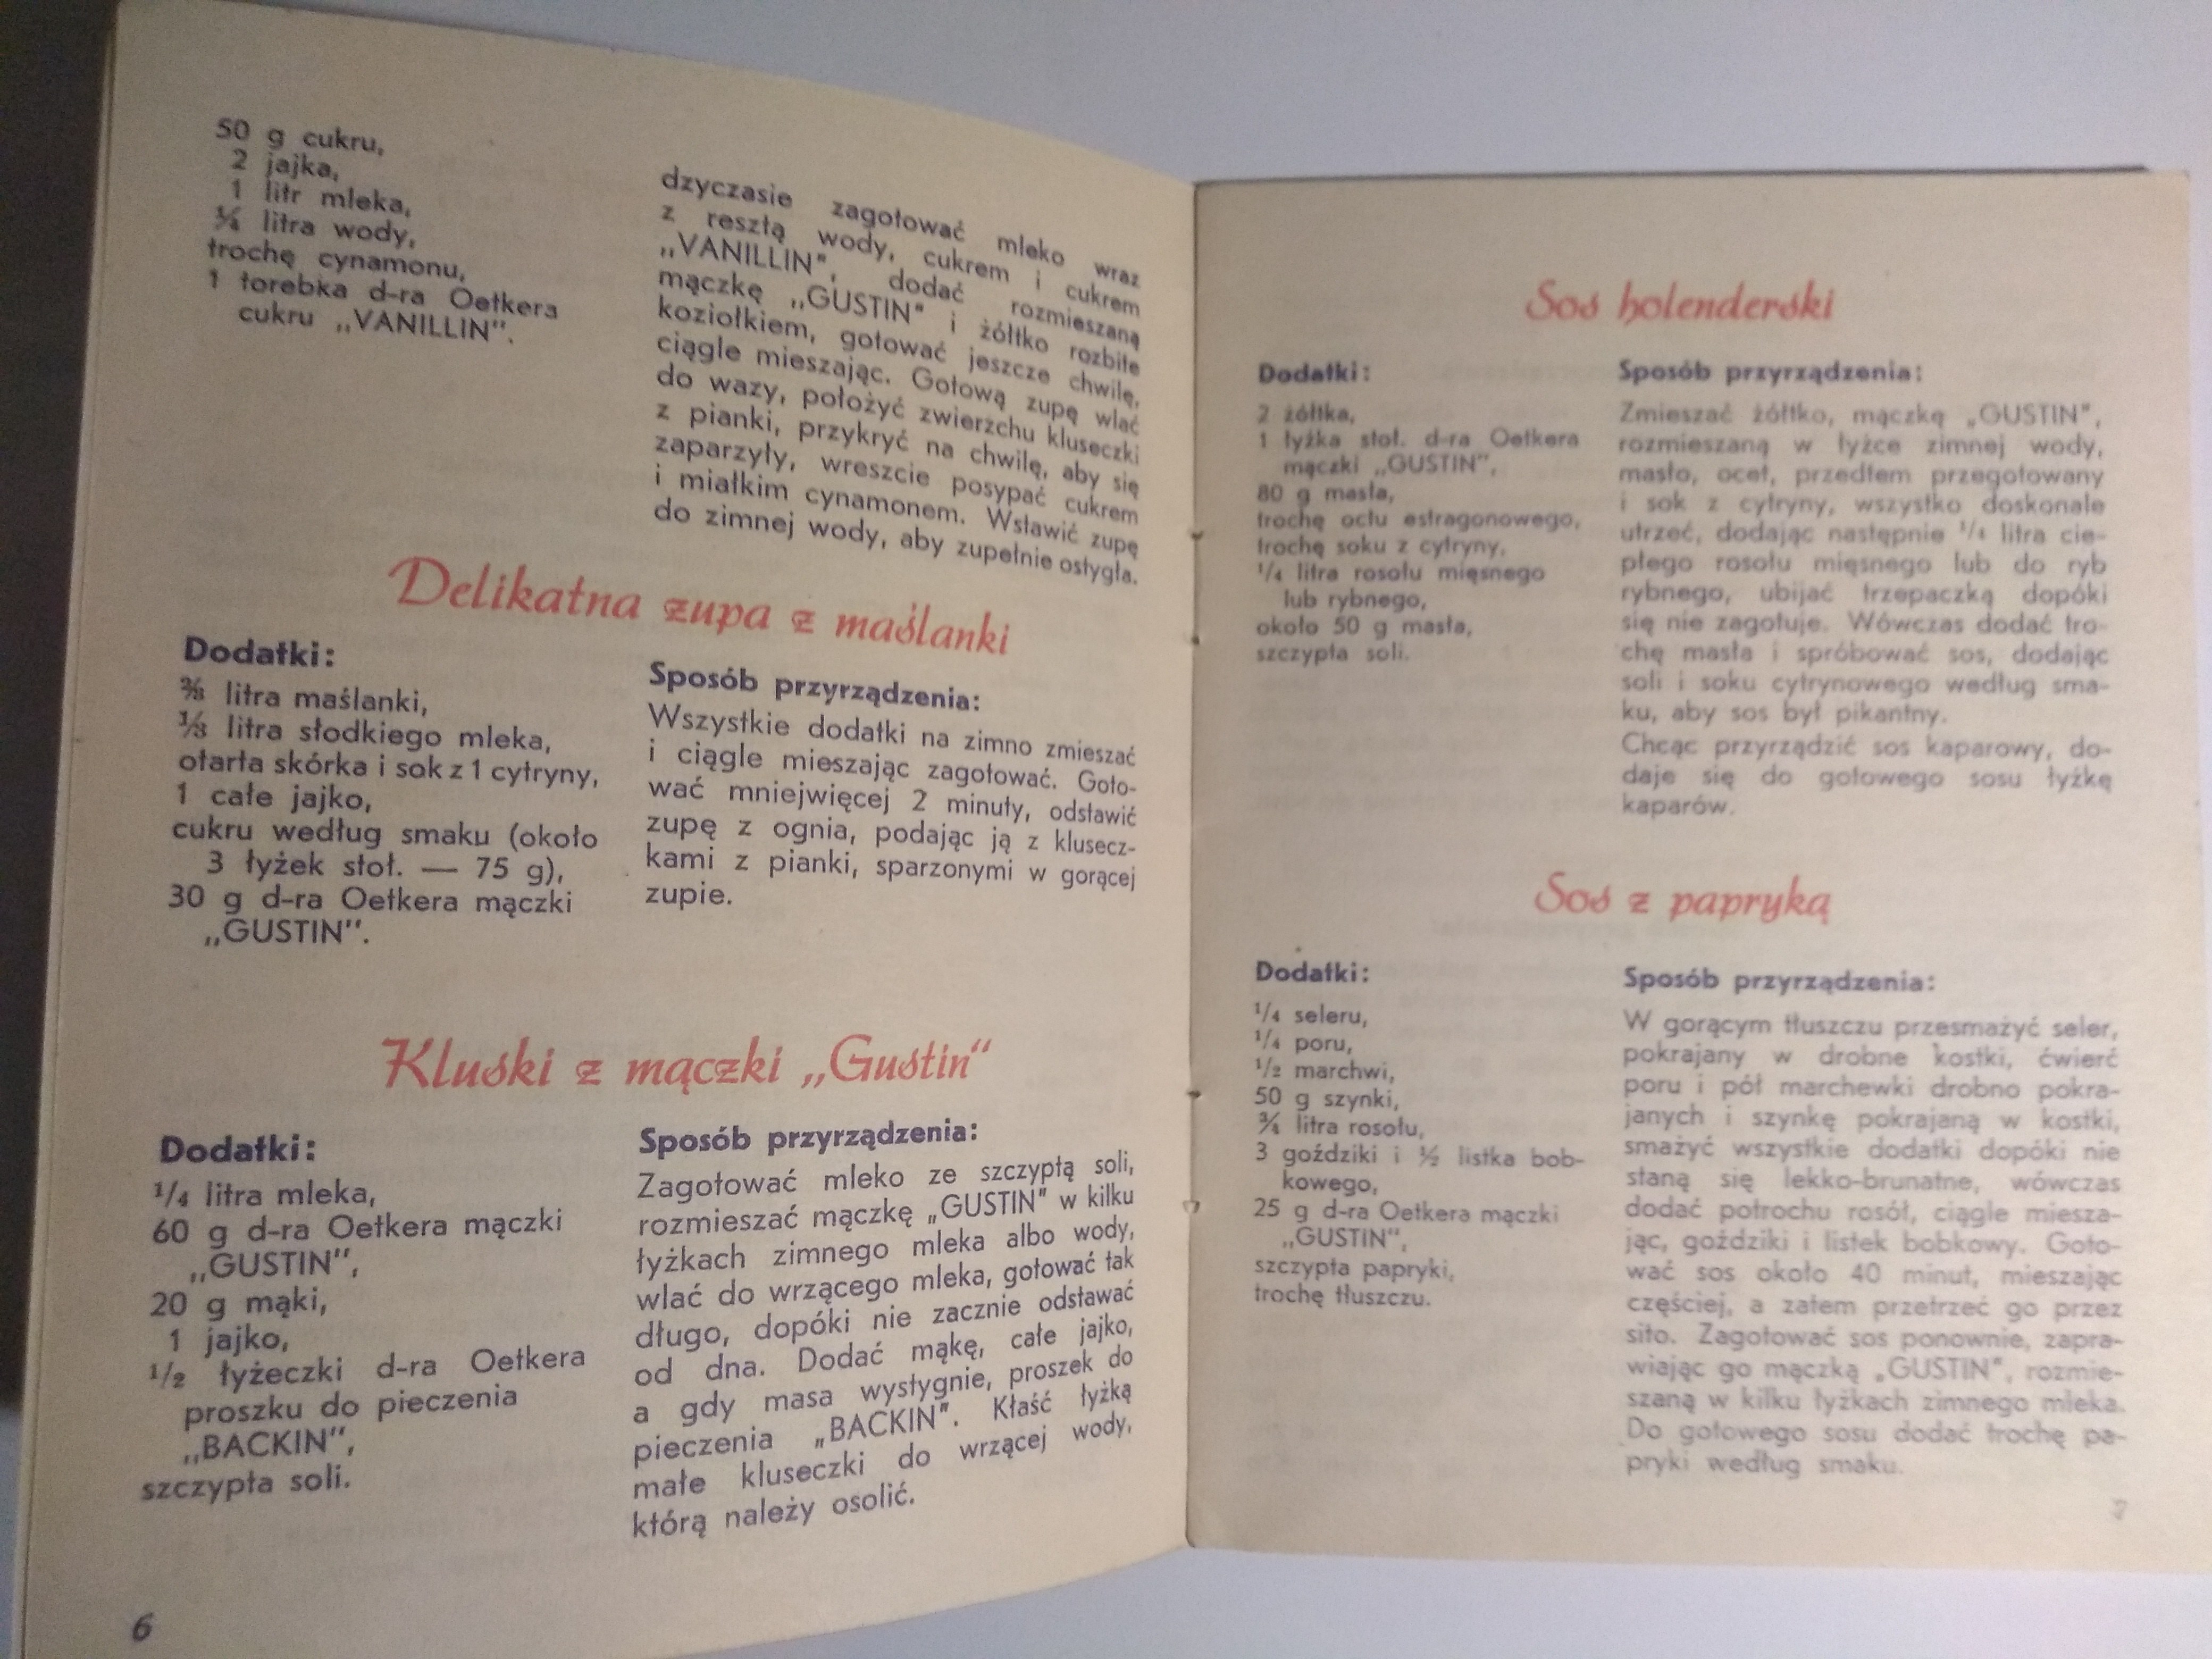 50 g cukru,
2 jajka,
1 litr mleka,
¼ litra wody,
trochę cynamonu,
1 torebka d-ra Oetkera
cukru „VANILLIN".
dzyczasie zagotować mleko wraz
z resztą wody, cukrem i cukrem
„VANILLIN", dodać rozmieszaną
mączkę „GUSTIN" i żółtko rozbite
koziołkiem, gotować jeszcze chwilę,
ciągle mieszając. Gotową zupę wlać
do wazy, położyć zwierzchu kluseczki
z pianki, przykryć na chwilę, aby się
zaparzyły, wreszcie posypać cukrem
i miałkim cynamonem. Wstawić zupę
do zimnej wody, aby zupełnie ostygła.
Delikatna zupa z maślanki
Dodatki:
⅜ litra maślanki,
⅓ litra słodkiego mleka,
otarta skórka i sok z 1 cytryny,
1 całe jajko,
cukru według smaku (około
3 łyżek stoł. — 75 g),
30 g d-ra Oetkera mączki
„GUSTIN".
Sposób przyrządzenia:
Wszystkie dodatki na zimno zmieszać
i ciągle mieszając zagotować. Goto-
wać mniejwięcej 2 minuty, odstawić
zupę z ognia, podając ją z klusecz-
kami z pianki, sparzonymi w gorącej
zupie.
Kluski z mączki „Gustin"
Dodatki:
1/4 litra mleka,
60 g d-ra Oetkera mączki
„GUSTIN",
20 g mąki,
1 jajko,
1/2 łyżeczki d-ra Oetkera
proszku do pieczenia
„BACKIN",
szczypta soli.
Sposób przyrządzenia:
Zagotować mleko ze szczyptą soli,
rozmieszać mączkę „GUSTIN" w kilku
łyżkach zimnego mleka albo wody,
wlać do wrzącego mleka, gotować tak
długo, dopóki nie zacznie odstawać
od dna. Dodać mąkę, całe jajko,
a gdy masa wystygnie, proszek do
pieczenia „BACKIN". Kłaść łyżką
małe kluseczki do wrzącej wody,
którą należy osolić.
6
Sos holenderski
Dodatki:
2 żółtka,
1 łyżka stoł. d-ra Oetkera
mączki „GUSTIN",
80 g masła,
trochę octu estragonowego,
trochę soku z cytryny,
1/4 litra rosołu mięsnego
lub rybnego,
około 50 g masła,
szczypta soli.
Sposób przyrządzenia:
Zmieszać żółtko, mączkę „GUSTIN",
rozmieszaną w łyżce zimnej wody,
masło, ocet, przedtem przegotowany
i sok z cytryny, wszystko doskonale
utrzeć, dodając następnie 1/4 litra cie-
płego rosołu mięsnego lub do ryb
rybnego, ubijać trzepaczką dopóki
się nie zagotuje. Wówczas dodać tro-
chę masła i spróbować sos, dodając
soli i soku cytrynowego według sma-
ku, aby sos był pikantny.
Chcąc przyrządzić sos kaparowy, do-
daje się do gotowego sosu łyżkę
kaparów.
Sos z papryką
Dodatki:
1/4 seleru,
1/4 poru,
1/2 marchwi,
50 g szynki,
¾ litra rosołu,
3 goździki i ½ listka bob-
kowego,
25 g d-ra Oetkera mączki
„GUSTIN",
szczypta papryki,
trochę tłuszczu.
Sposób przyrządzenia:
W gorącym tłuszczu przesmażyć seler,
pokrajany w drobne kostki, ćwierć
poru i pół marchewki drobno pokra-
janych i szynkę pokrajaną w kostki,
smażyć wszystkie dodatki dopóki nie
staną się lekko-brunatne, wówczas
dodać potrochu rosół, ciągle miesza-
jąc, goździki i listek bobkowy. Goto-
wać sos około 40 minut, mieszając
częściej, a zatem przetrzeć go przez
sito. Zagotować sos ponownie, zapra-
wiając go mączką „GUSTIN", rozmie-
szaną w kilku łyżkach zimnego mleka.
Do gotowego sosu dodać trochę pa-
pryki według smaku.
7